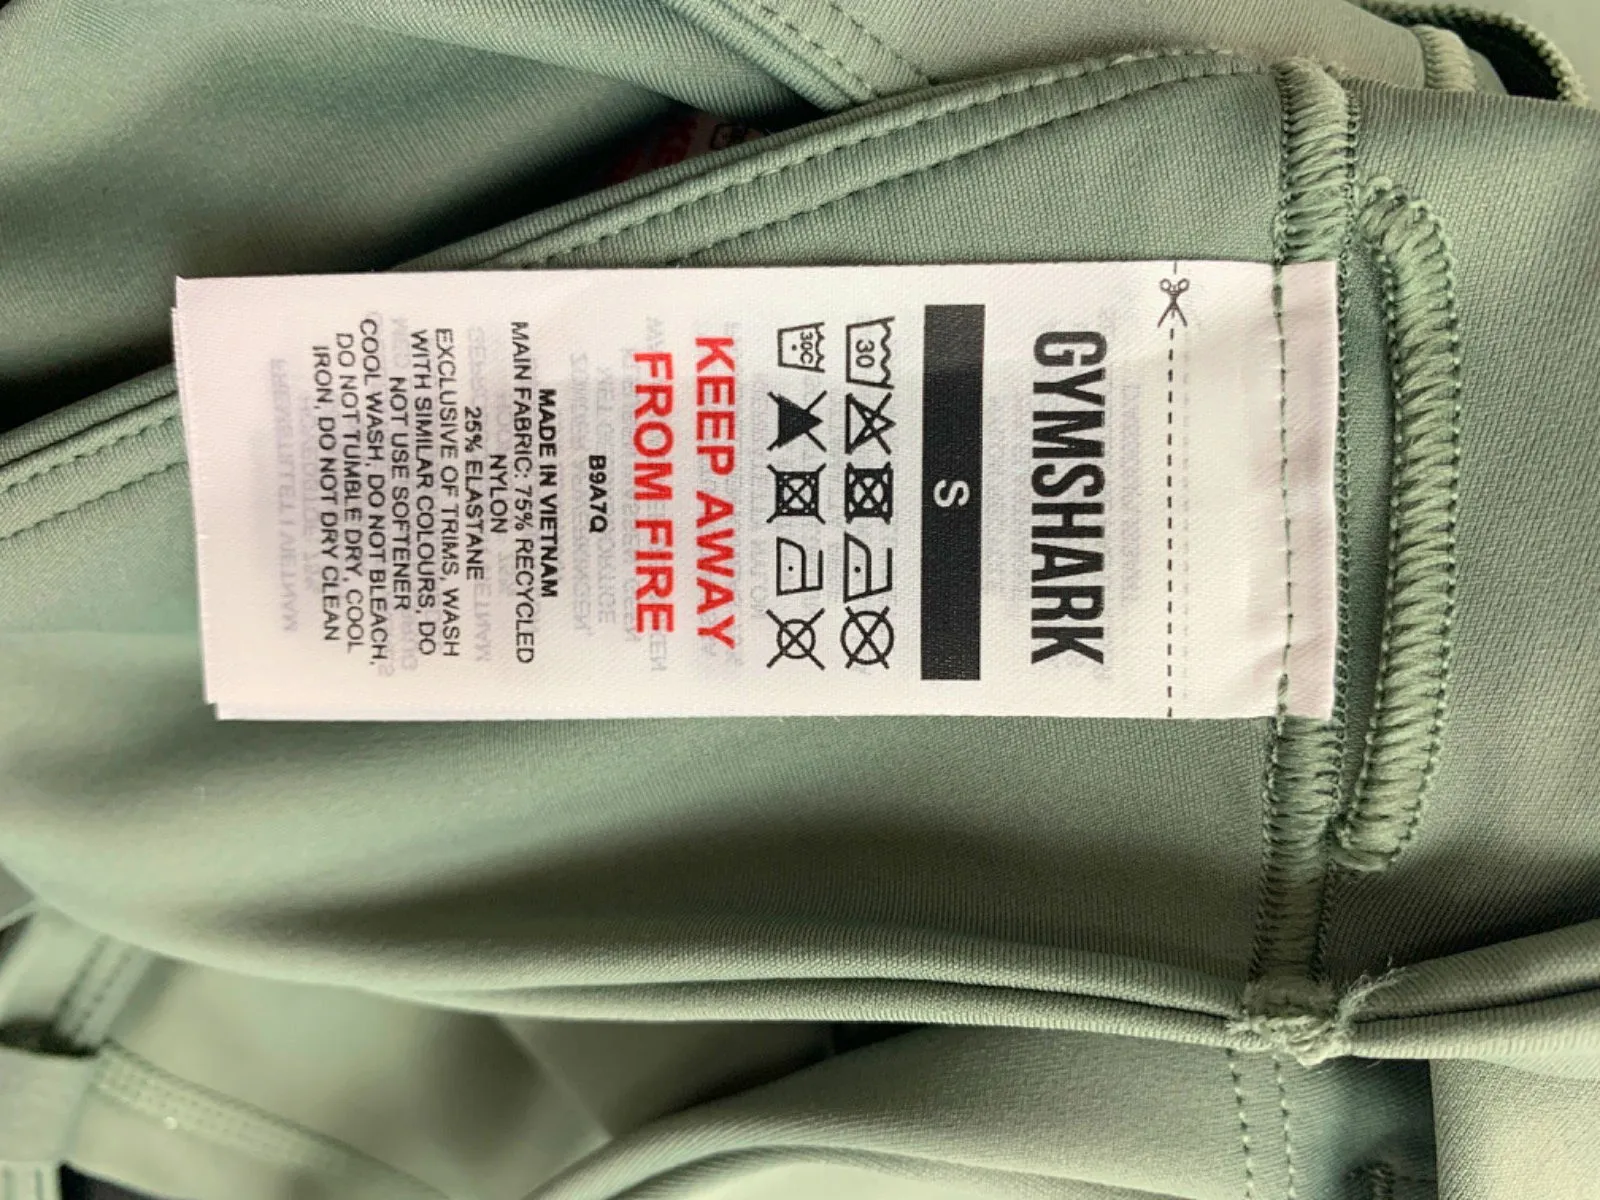 GYMSHARK
S
30
30C
KEEP AWAY
FROM FIRE
B9A7Q
MADE IN VIETNAM
MAIN FABRIC: 75% RECYCLED
NYLON
25% ELASTANE
EXCLUSIVE OF TRIMS, WASH
WITH SIMILAR COLOURS, DO
NOT USE SOFTENER
COOL WASH, DO NOT BLEACH,
DO NOT TUMBLE DRY, COOL
IRON, DO NOT DRY CLEAN